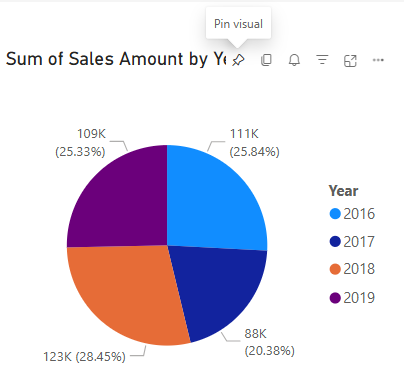 Pin visual
Sum of Sales Amount by Ye
109K
(25.33%)
111K
(25.84%)
Year
2016
2017
2018
2019
88K
(20.38%)
123K (28.45%)